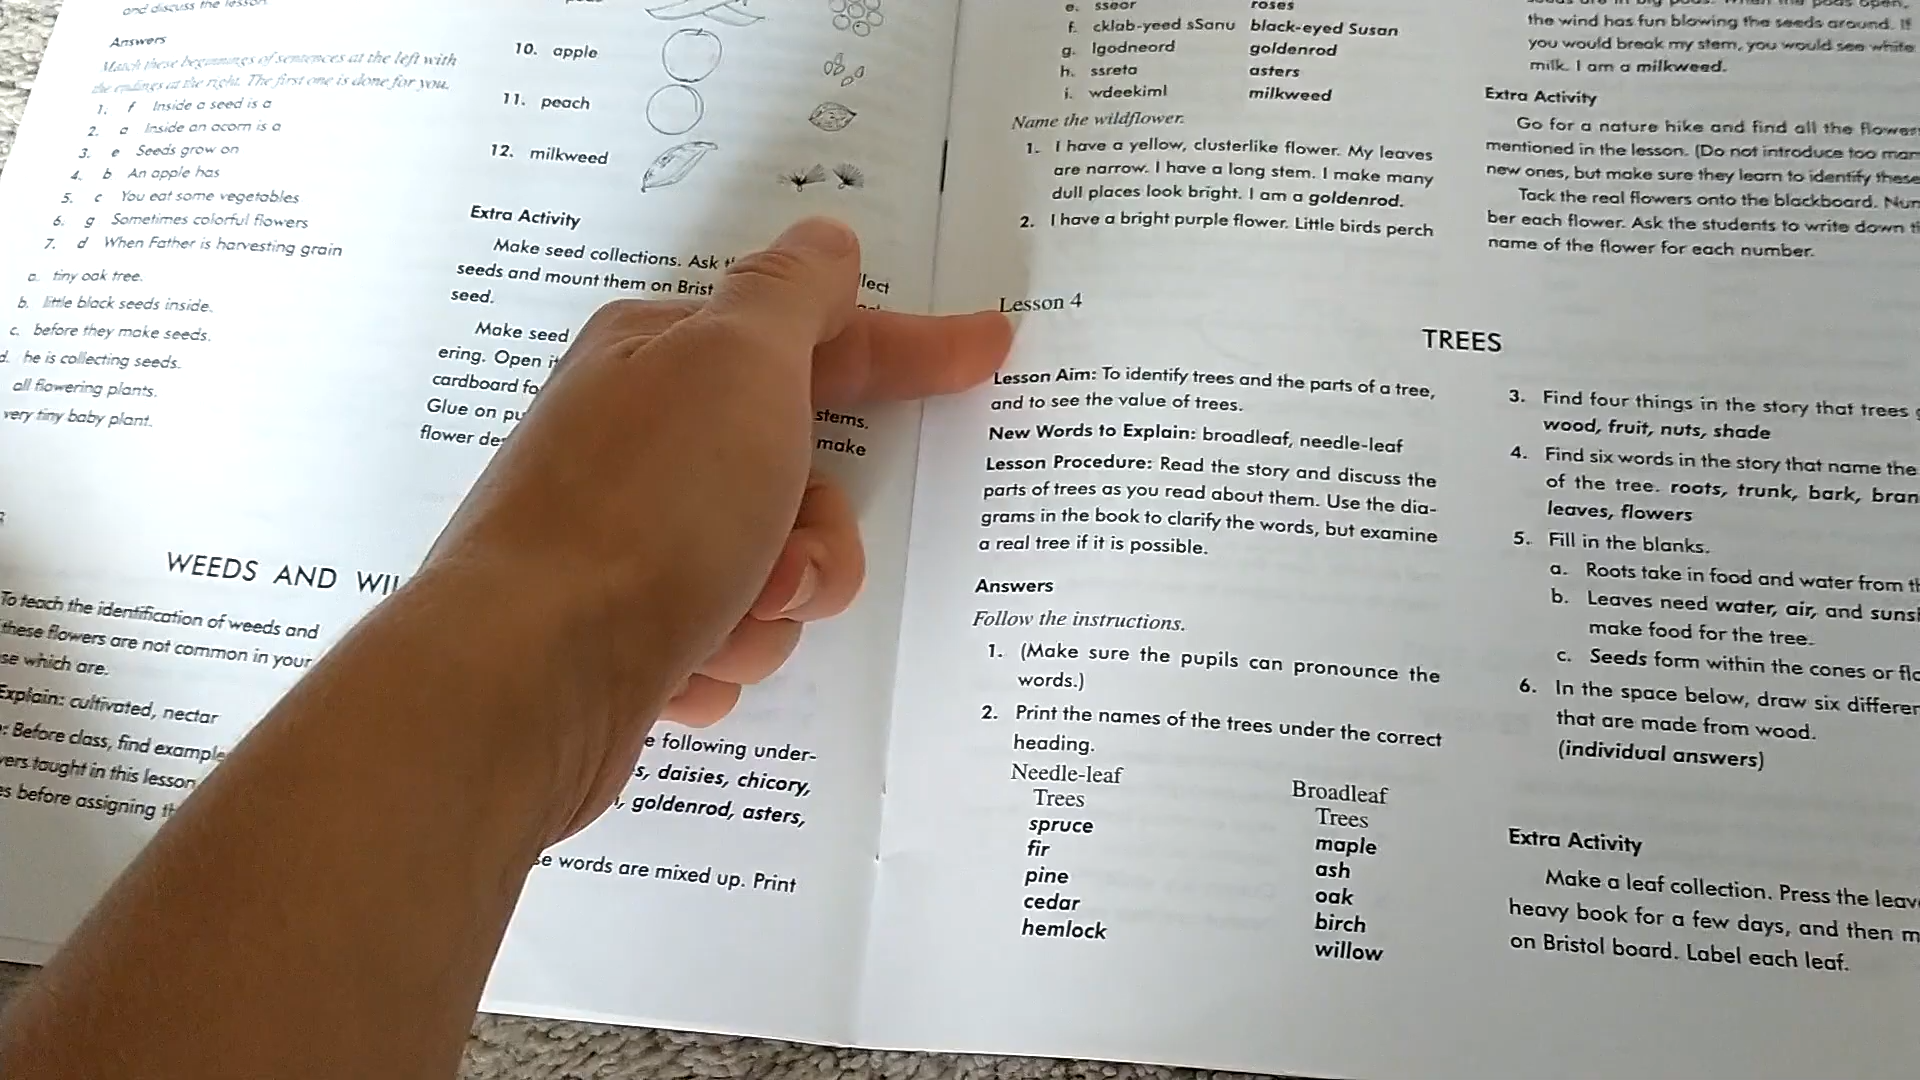 and discuss the lesson.
Answers
Match these beginnings of sentences at the left with
the endings at the right. The first one is done for you.
1. f Inside a seed is a
2. a Inside an acorn is a
3. e Seeds grow on
4. b An apple has
5. c You eat some vegetables
6. g Sometimes colorful flowers
7. d When Father is harvesting grain
a. tiny oak tree.
b. little black seeds inside.
c. before they make seeds.
d. he is collecting seeds.
all flowering plants.
very tiny baby plant.
WEEDS AND
To teach the identification of weeds and
these flowers are not common in your
se which are.
Explain: cultivated, nectar
: Before class, find example
vers taught in this lesson
es before assigning th
10. apple
11. peach
12. milkweed
Extra Activity
Make seed collections. Ask
llect
seeds and mount them on Brist
seed.
Make seed
ering. Open it
cardboard fo
Glue on pu
stems.
flower de
make
e following under-
s, daisies, chicory,
, goldenrod, asters,
se words are mixed up. Print
e. sseor roses
f. cklab-yeed sSanu black-eyed Susan
g. lgodneord goldenrod
h. ssreta asters
i. wdeekiml milkweed
Name the wildflower.
1. I have a yellow, clusterlike flower. My leaves
are narrow. I have a long stem. I make many
dull places look bright. I am a goldenrod.
2. I have a bright purple flower. Little birds perch
the wind has fun blowing the seeds around. If
you would break my stem, you would see white
milk. I am a milkweed.
Extra Activity
Go for a nature hike and find all the flowers
mentioned in the lesson. (Do not introduce too man
new ones, but make sure they learn to identify these
Tack the real flowers onto the blackboard. Num
ber each flower. Ask the students to write down t
name of the flower for each number.
Lesson 4
TREES
Lesson Aim: To identify trees and the parts of a tree,
and to see the value of trees.
New Words to Explain: broadleaf, needle-leaf
Lesson Procedure: Read the story and discuss the
parts of trees as you read about them. Use the dia-
grams in the book to clarify the words, but examine
a real tree if it is possible.
Answers
Follow the instructions.
1. (Make sure the pupils can pronounce the
words.)
2. Print the names of the trees under the correct
heading.
Needle-leaf Broadleaf
Trees Trees
spruce maple
fir ash
pine oak
cedar birch
hemlock willow
3. Find four things in the story that trees g
wood, fruit, nuts, shade
4. Find six words in the story that name the
of the tree. roots, trunk, bark, bran
leaves, flowers
5. Fill in the blanks.
a. Roots take in food and water from th
b. Leaves need water, air, and sunsh
make food for the tree.
c. Seeds form within the cones or flo
6. In the space below, draw six differen
that are made from wood.
(individual answers)
Extra Activity
Make a leaf collection. Press the leav
heavy book for a few days, and then m
on Bristol board. Label each leaf.